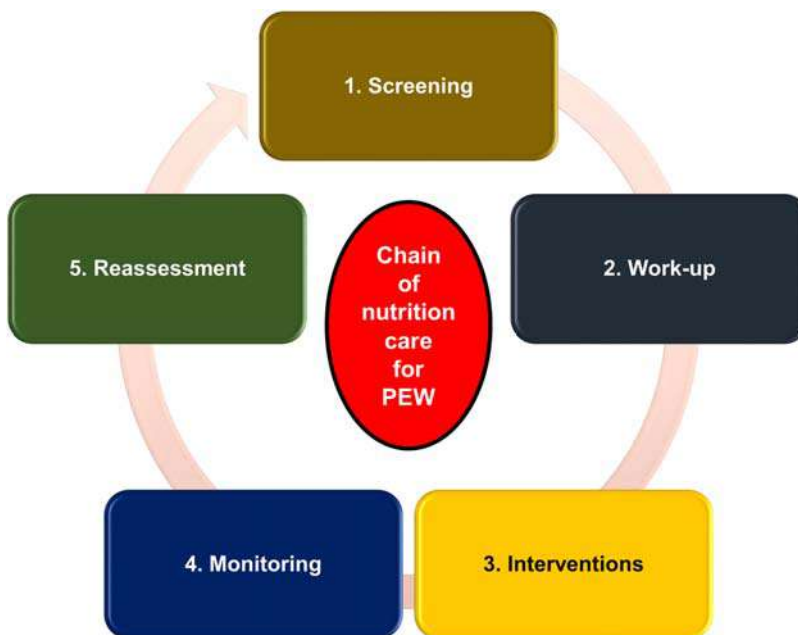 1. Screening
2. Work-up
3. Interventions
4. Monitoring
5. Reassessment
Chain
of
nutrition
care
for
PEW